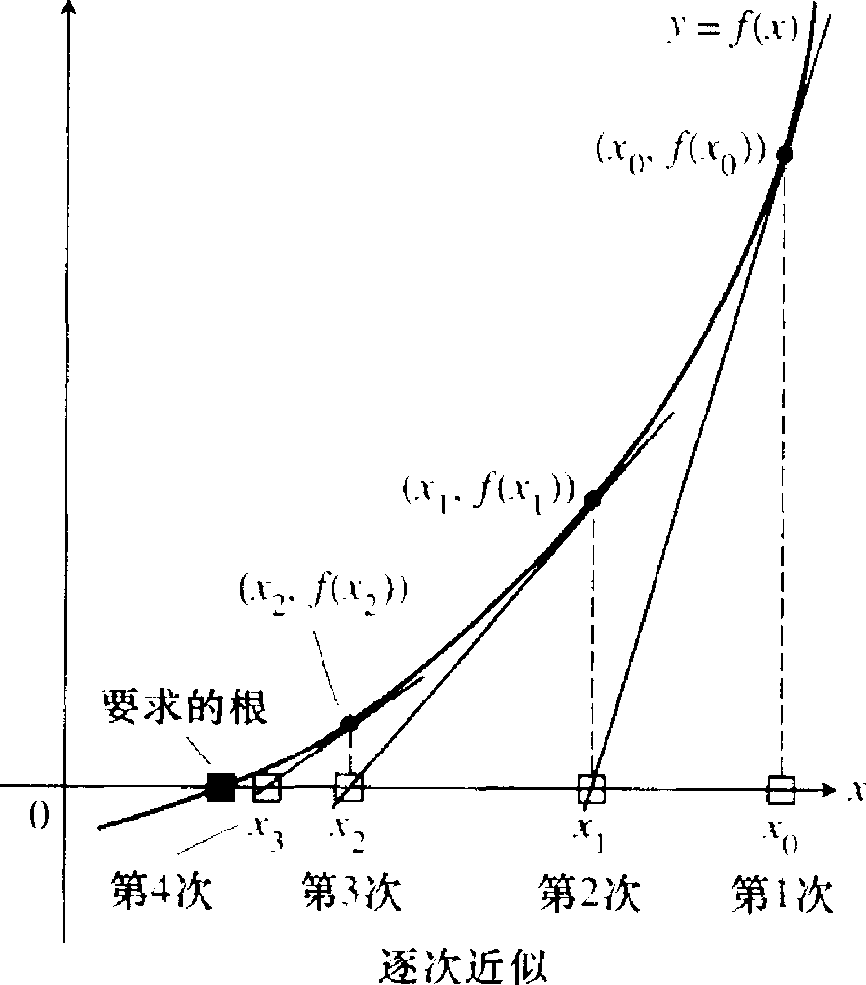 y = f(x)
(x₀, f(x₀))
(x₁, f(x₁))
(x₂, f(x₂))
要求的根
0
x₃ x₂ x₁ x₀ x
第4次 第3次 第2次 第1次
逐次近似